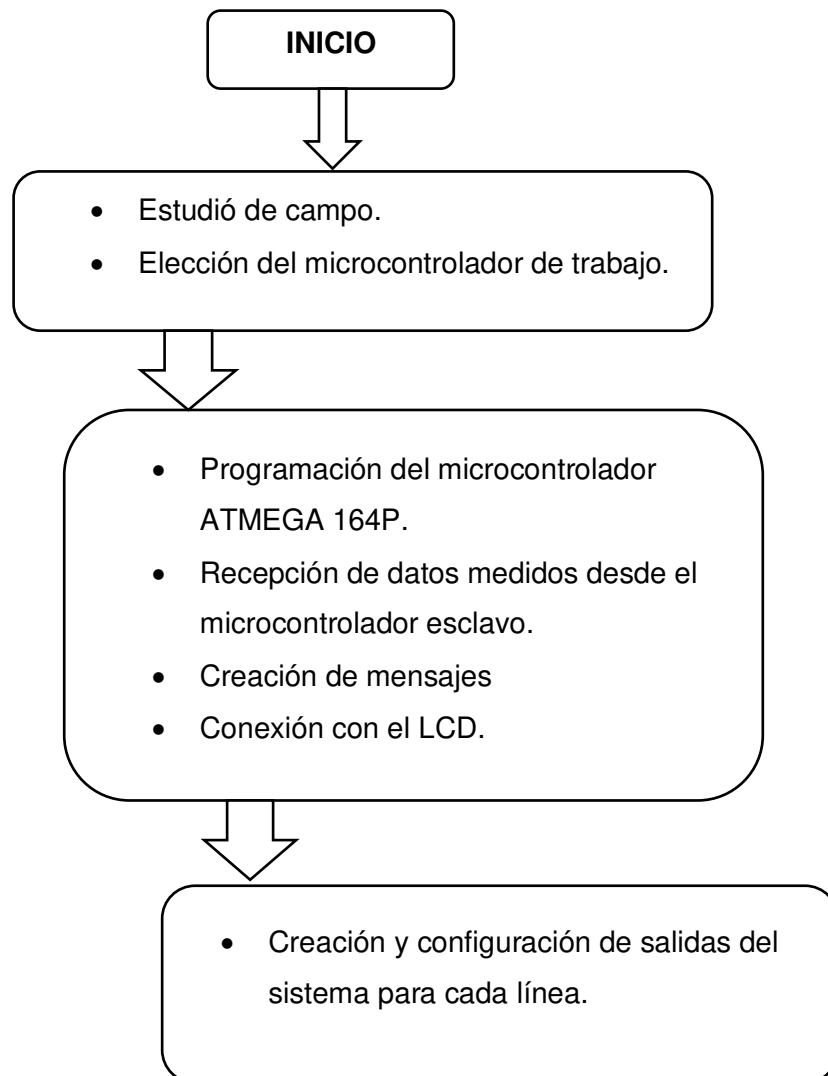 INICIO
• Estudió de campo.
• Elección del microcontrolador de trabajo.
• Programación del microcontrolador
ATMEGA 164P.
• Recepción de datos medidos desde el
microcontrolador esclavo.
• Creación de mensajes
• Conexión con el LCD.
• Creación y configuración de salidas del
sistema para cada línea.